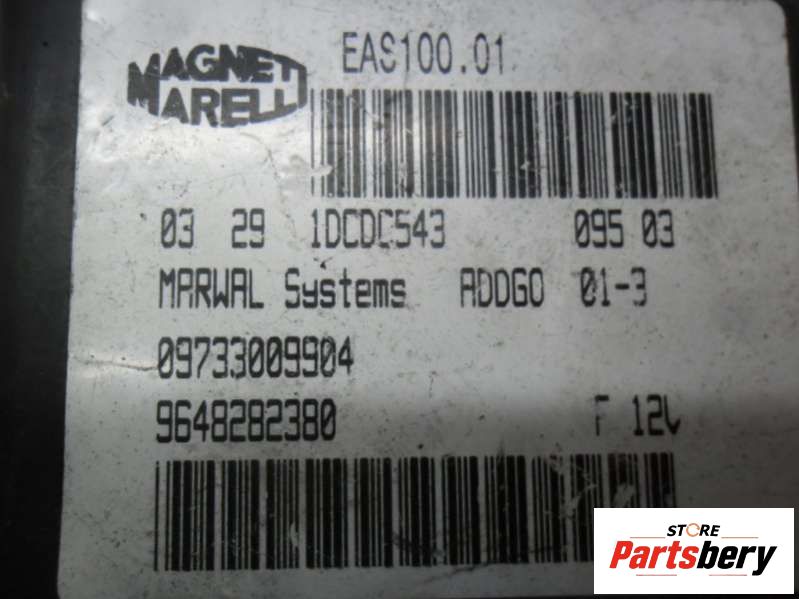 MAGNETI
MARELLI
EAS100.01
03 29 1DCDC543 095 03
MARWAL Systems ADDGO 01-3
09733009904
9648282380 F 12V
STORE
Partsbery